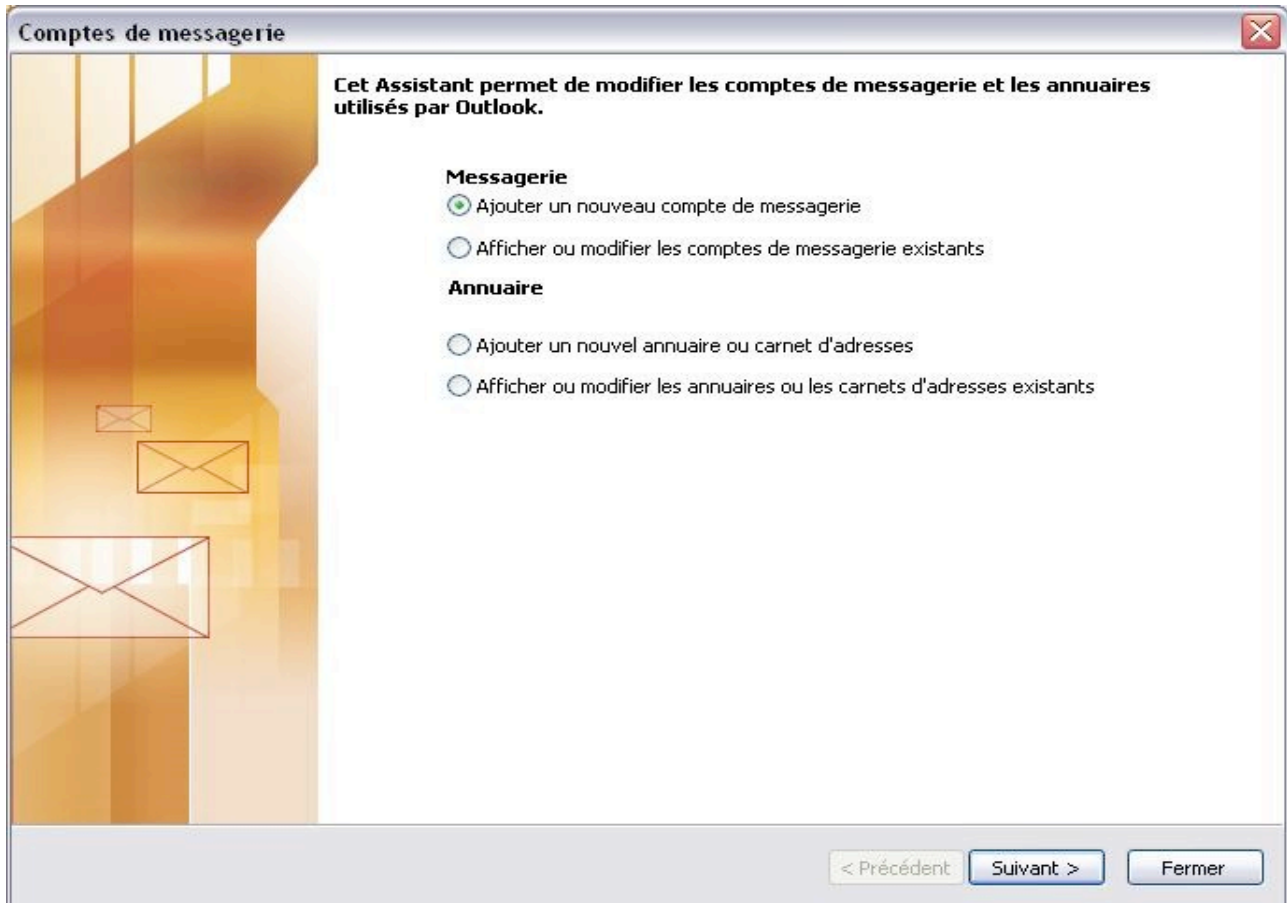 Comptes de messagerie
Cet Assistant permet de modifier les comptes de messagerie et les annuaires
utilisés par Outlook.
Messagerie
Ajouter un nouveau compte de messagerie
Afficher ou modifier les comptes de messagerie existants
Annuaire
Ajouter un nouvel annuaire ou carnet d'adresses
Afficher ou modifier les annuaires ou les carnets d'adresses existants
< Précédent Suivant > Fermer